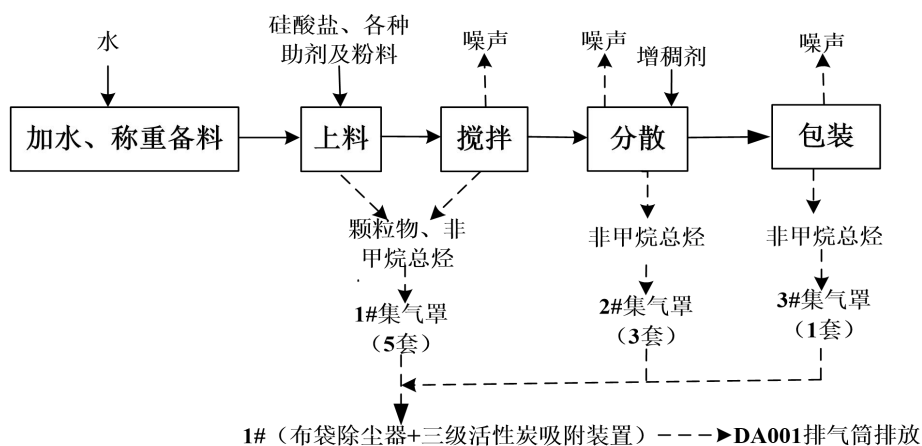 水
硅酸盐、各种
助剂及粉料
噪声
噪声
增稠剂
噪声
加水、称重备料
上料
搅拌
分散
包装
颗粒物、非
甲烷总烃
非甲烷总烃
非甲烷总烃
1#集气罩
（5套）
2#集气罩
（3套）
3#集气罩
（1套）
1#（布袋除尘器+三级活性炭吸附装置）
DA001排气筒排放